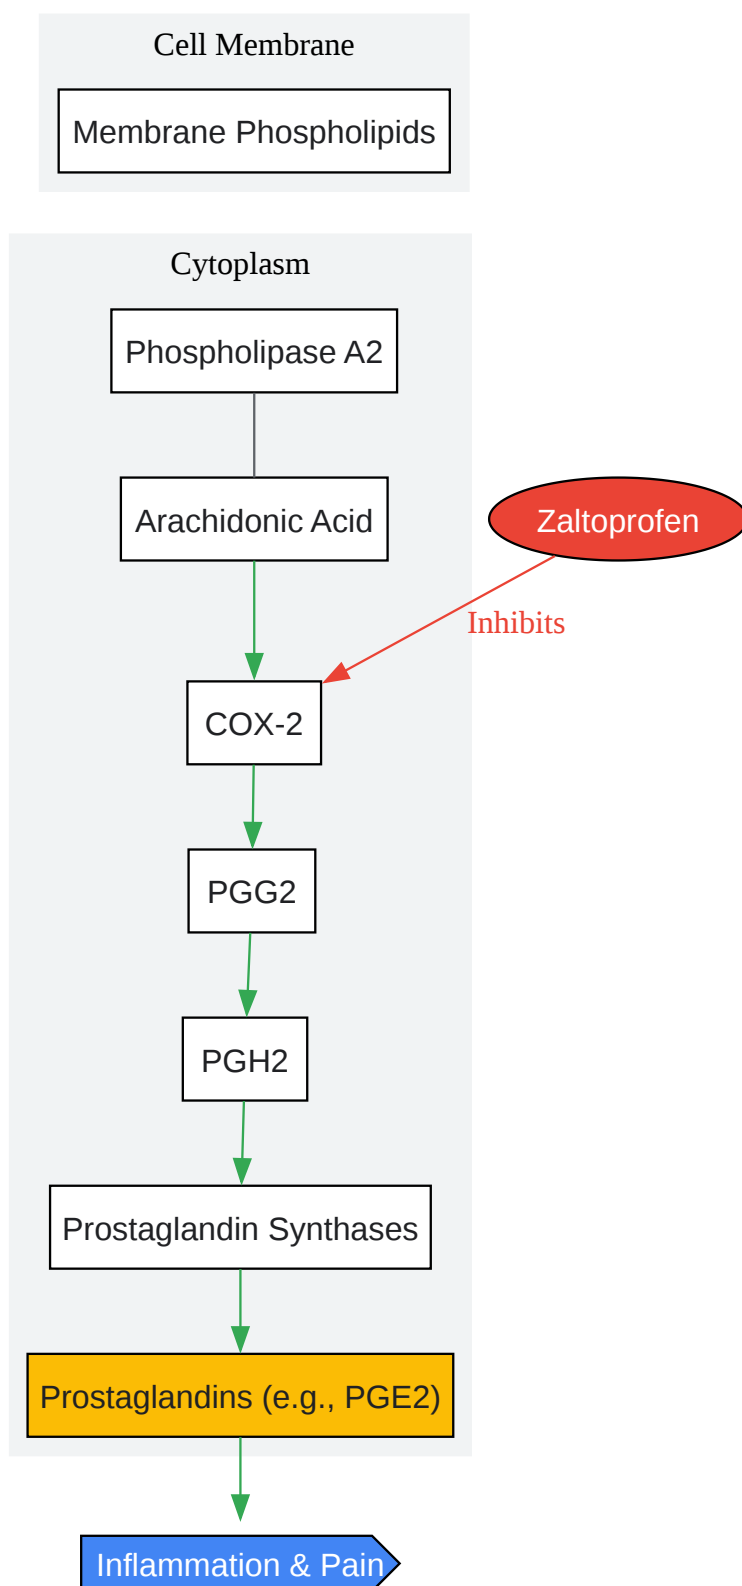 Cell Membrane
Membrane Phospholipids
Cytoplasm
Phospholipase A2
Arachidonic Acid
Zaltoprofen
Inhibits
COX-2
PGG2
PGH2
Prostaglandin Synthases
Prostaglandins (e.g., PGE2)
Inflammation & Pain